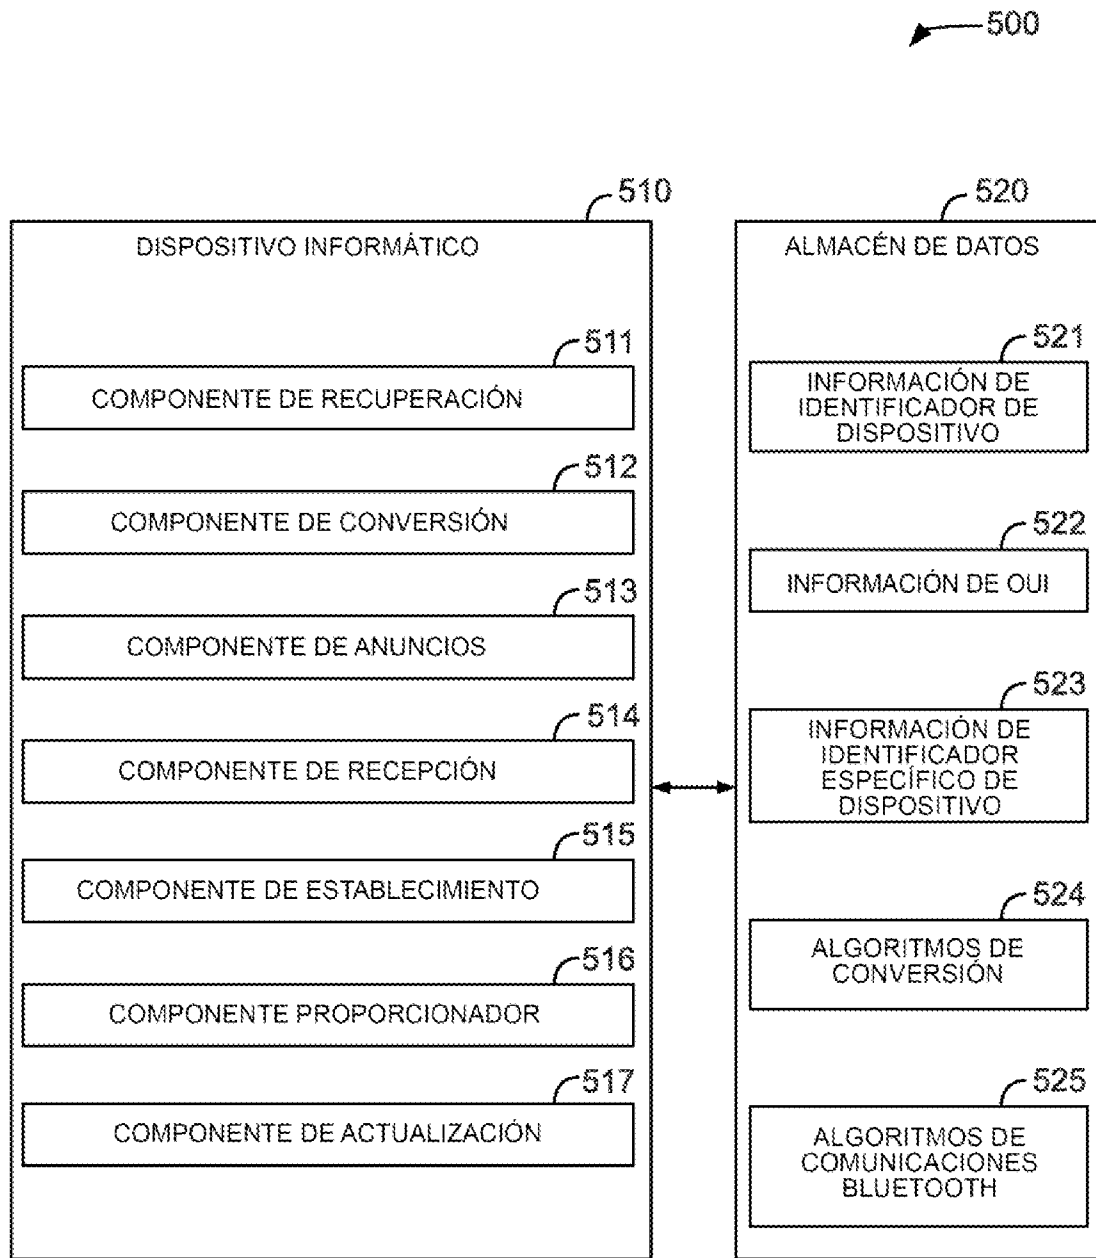 500
510
DISPOSITIVO INFORMÁTICO
511
COMPONENTE DE RECUPERACIÓN
512
COMPONENTE DE CONVERSIÓN
513
COMPONENTE DE ANUNCIOS
514
COMPONENTE DE RECEPCIÓN
515
COMPONENTE DE ESTABLECIMIENTO
516
COMPONENTE PROPORCIONADOR
517
COMPONENTE DE ACTUALIZACIÓN
520
ALMACÉN DE DATOS
521
INFORMACIÓN DE
IDENTIFICADOR DE
DISPOSITIVO
522
INFORMACIÓN DE OUI
523
INFORMACIÓN DE
IDENTIFICADOR
ESPECÍFICO DE
DISPOSITIVO
524
ALGORITMOS DE
CONVERSIÓN
525
ALGORITMOS DE
COMUNICACIONES
BLUETOOTH